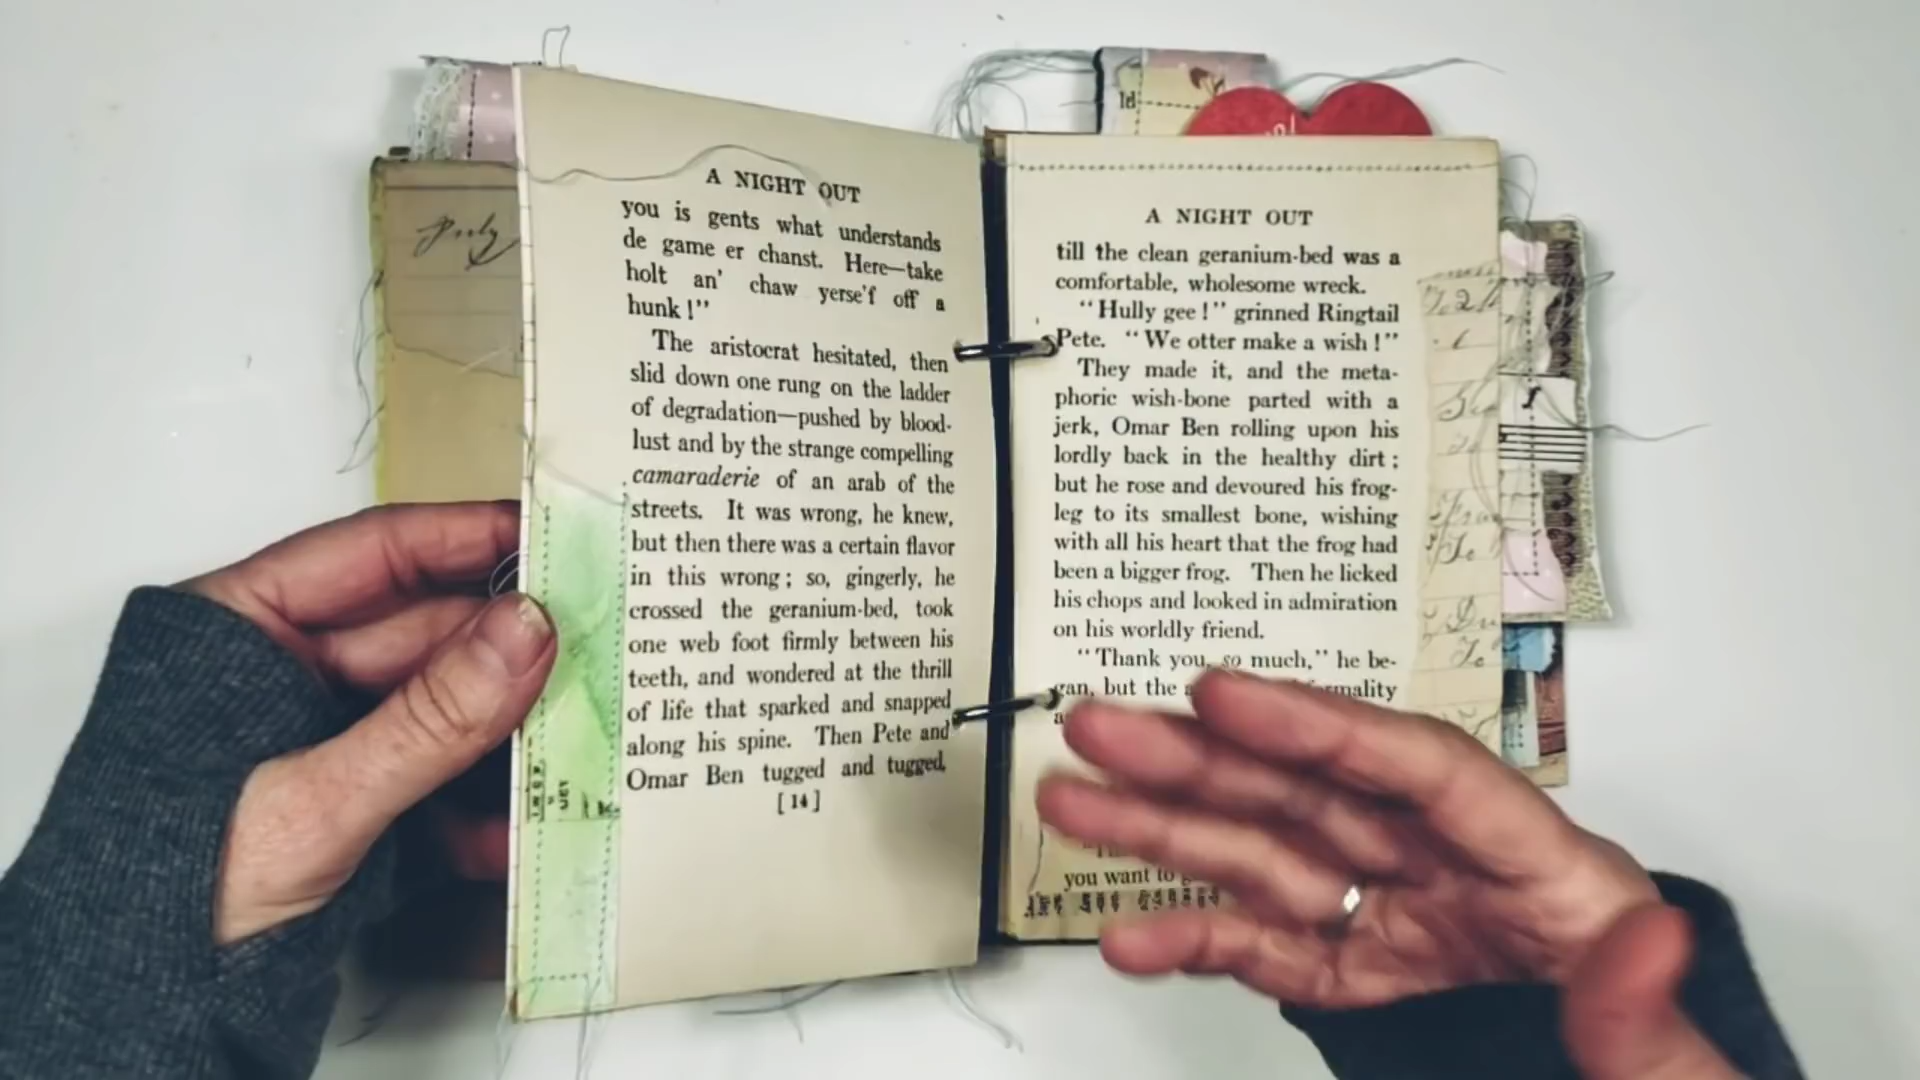 Id
A NIGHT OUT
you is gents what understands
de game er chanst. Here—take
holt an' chaw yerse'f off a
hunk!"
The aristocrat hesitated, then
slid down one rung on the ladder
of degradation—pushed by blood-
lust and by the strange compelling
camaraderie of an arab of the
streets. It was wrong, he knew,
but then there was a certain flavor
in this wrong; so, gingerly, he
crossed the geranium-bed, took
one web foot firmly between his
teeth, and wondered at the thrill
of life that sparked and snapped
along his spine. Then Pete and
Omar Ben tugged and tugged,
[14]
A NIGHT OUT
till the clean geranium-bed was a
comfortable, wholesome wreck.
"Hully gee!" grinned Ringtail
Pete. "We otter make a wish!"
They made it, and the meta-
phoric wish-bone parted with a
jerk, Omar Ben rolling upon his
lordly back in the healthy dirt;
but he rose and devoured his frog-
leg to its smallest bone, wishing
with all his heart that the frog had
been a bigger frog. Then he licked
his chops and looked in admiration
on his worldly friend.
"Thank you, so much," he be-
gan, but the
you want to